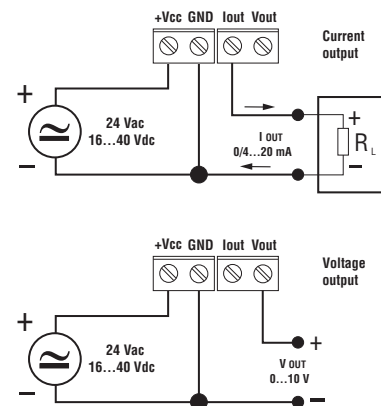 +Vcc GND Iout Vout
Current
output
+
24 Vac
16...40 Vdc
–
I OUT
0/4...20 mA
+
R L
–
+Vcc GND Iout Vout
Voltage
output
+
24 Vac
16...40 Vdc
–
+
V OUT
0...10 V
–